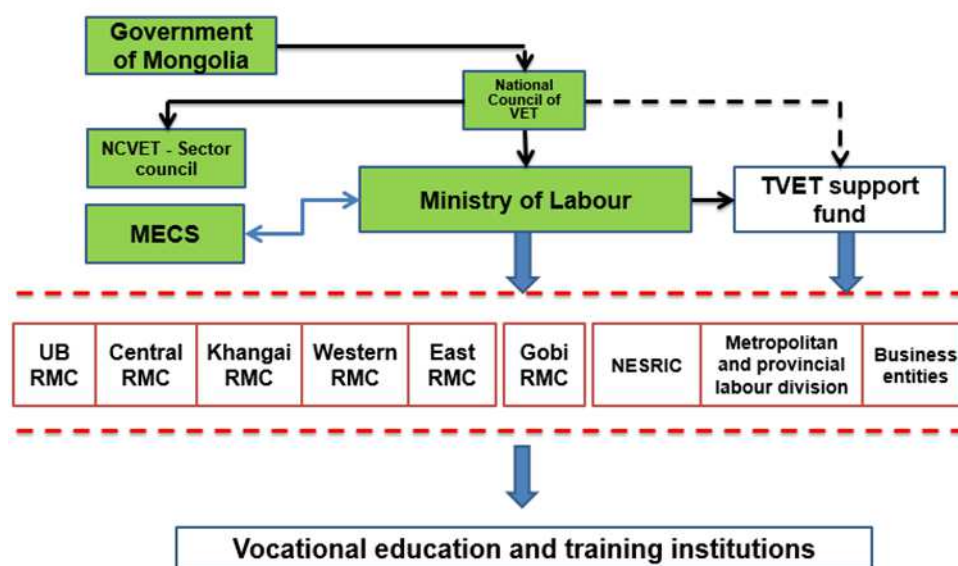 Government
of Mongolia
National
Council of
VET
NCVET - Sector
council
Ministry of Labour
TVET support
fund
MECS
UB
RMC
Central
RMC
Khangai
RMC
Western
RMC
East
RMC
Gobi
RMC
NESRIC
Metropolitan
and provincial
labour division
Business
entities
Vocational education and training institutions